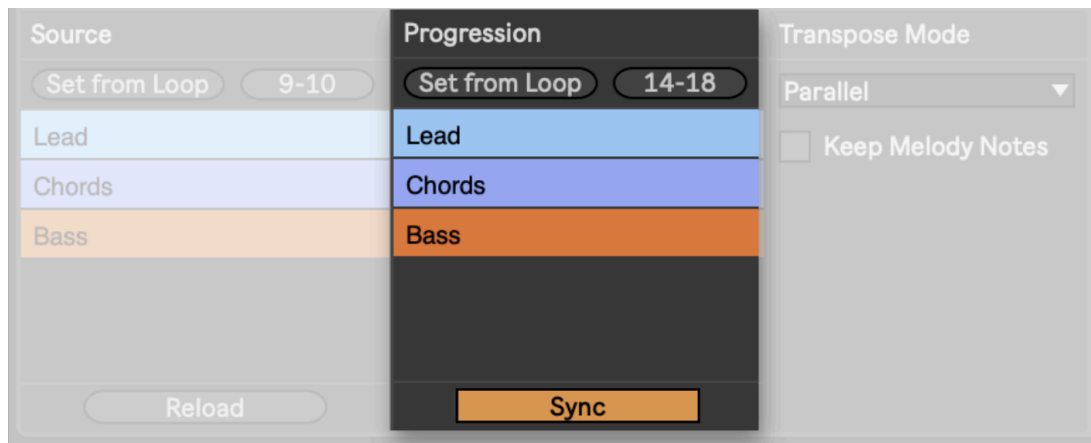 Source
Set from Loop 9-10
Lead
Chords
Bass
Reload
Progression
Set from Loop 14-18
Lead
Chords
Bass
Sync
Transpose Mode
Parallel
Keep Melody Notes